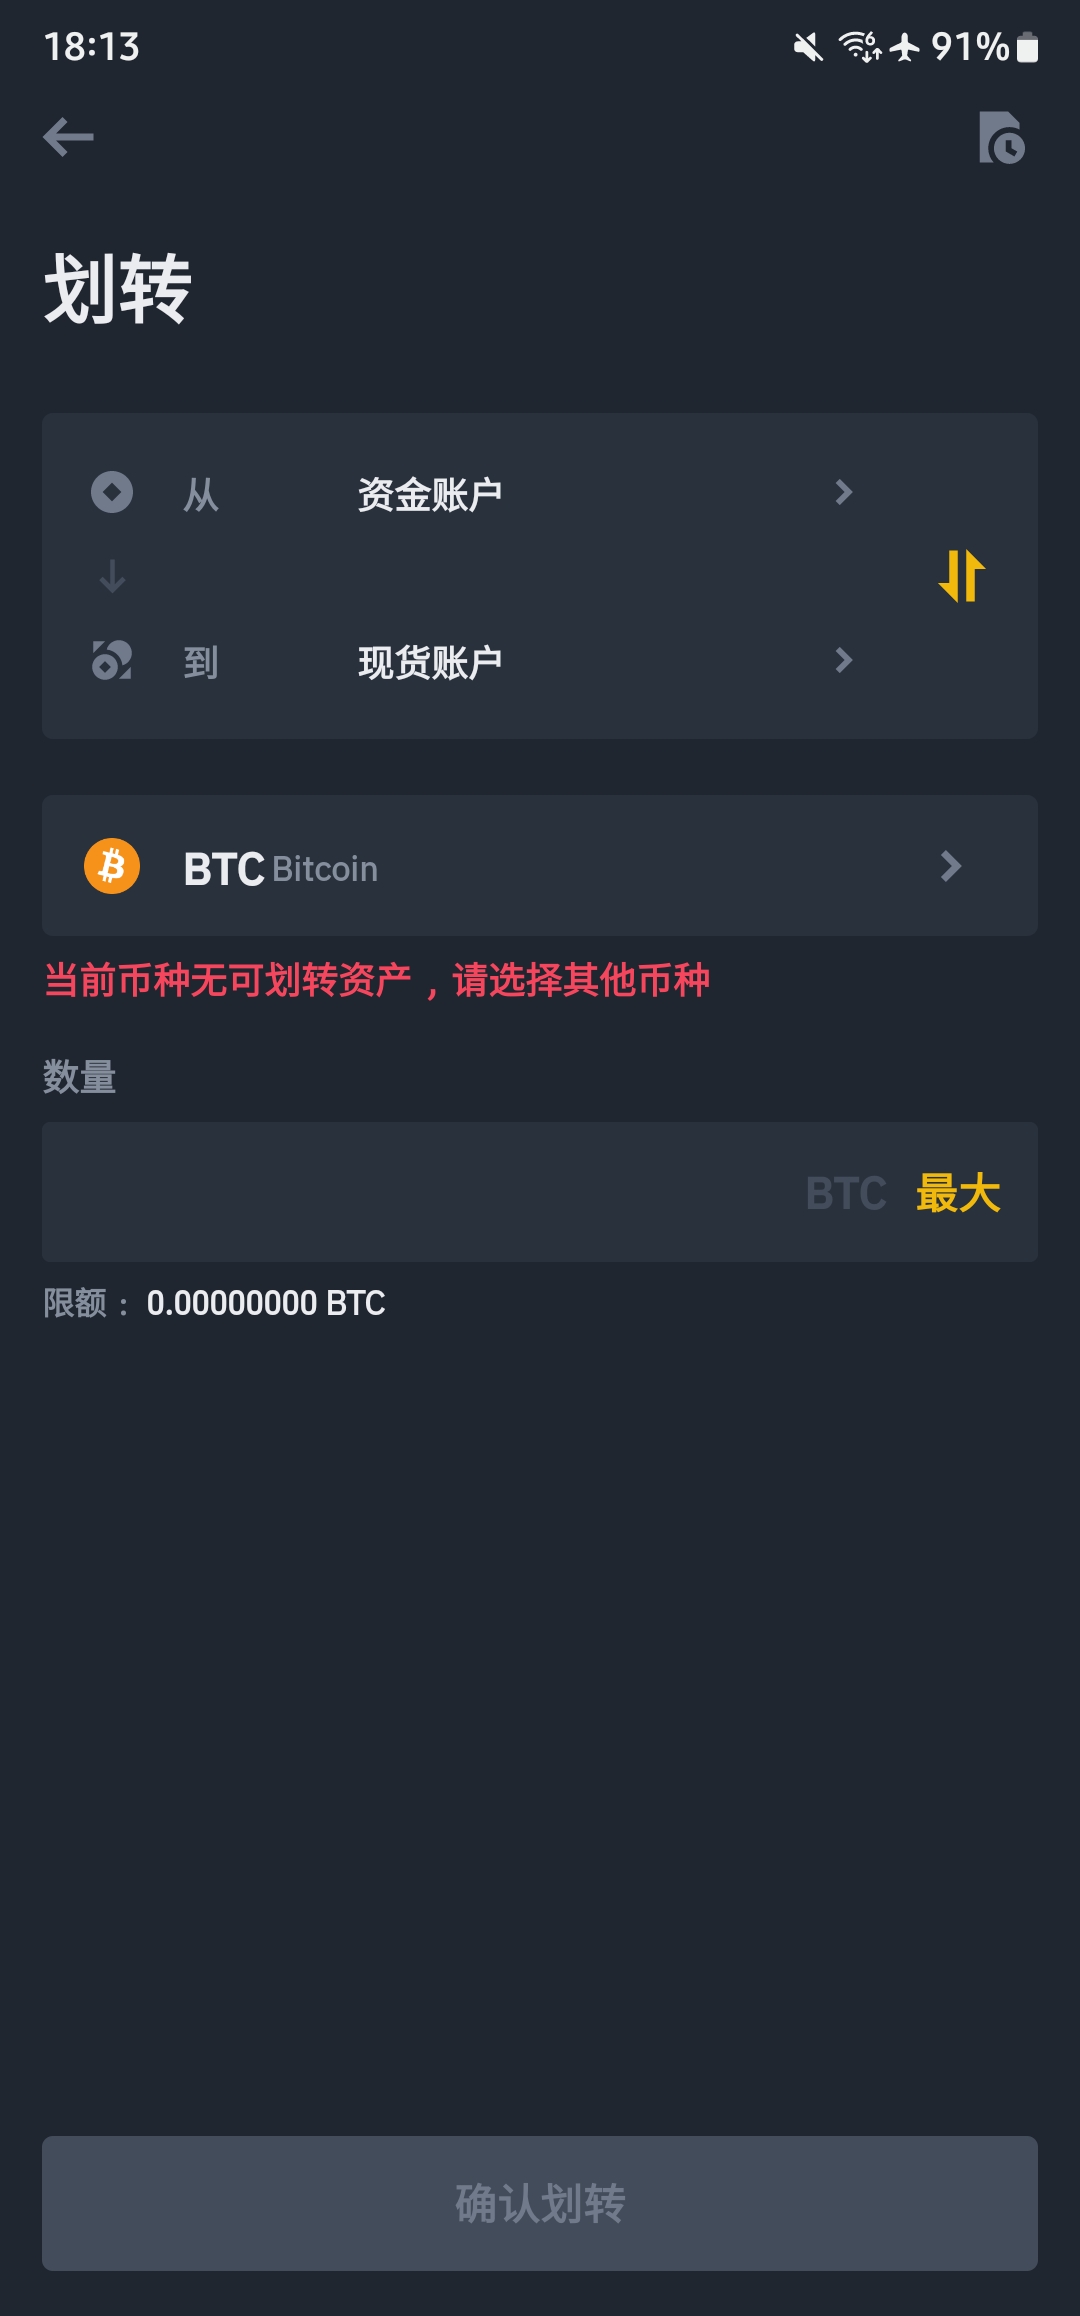 18:13
6 91%
划转
从 资金账户
到 现货账户
BTC Bitcoin
当前币种无可划转资产，请选择其他币种
数量
BTC 最大
限额： 0.00000000 BTC
确认划转